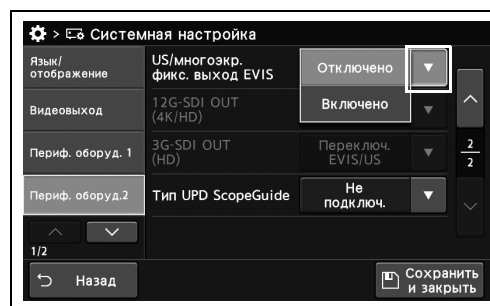 > Системная настройка
Язык/
отображение
US/многоэкр.
фикс. выход EVIS
Отключено
Включено
Видеовыход
12G-SDI OUT
(4K/HD)
Периф. оборуд. 1
3G-SDI OUT
(HD)
Переключ.
EVIS/US
2
2
Периф. оборуд.2
Тип UPD ScopeGuide
Не
подключ.
1/2
Назад
Сохранить
и закрыть